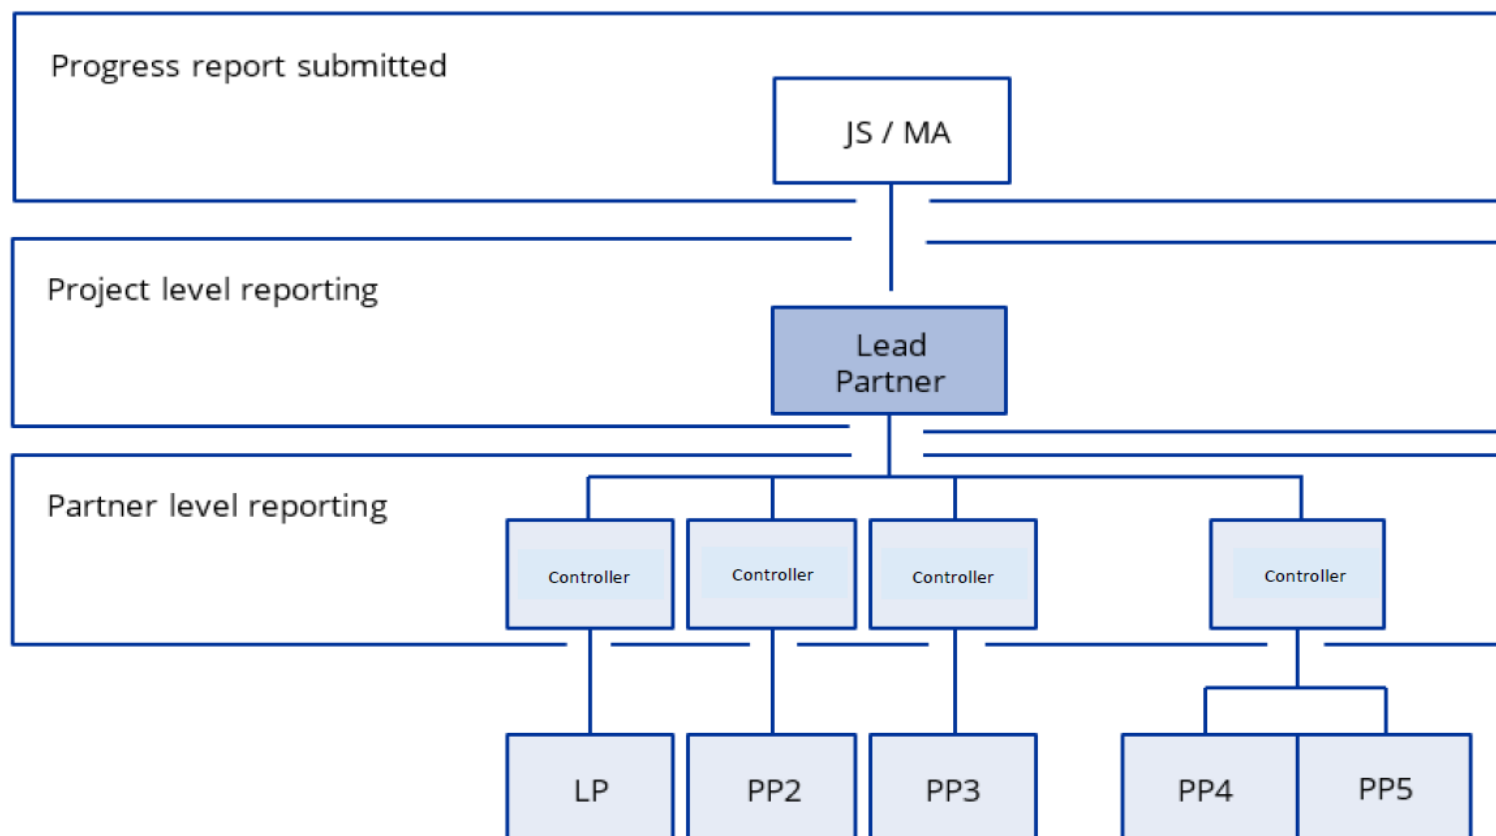 Progress report submitted
JS / MA
Project level reporting
Lead
Partner
Partner level reporting
Controller
Controller
Controller
Controller
LP
PP2
PP3
PP4
PP5